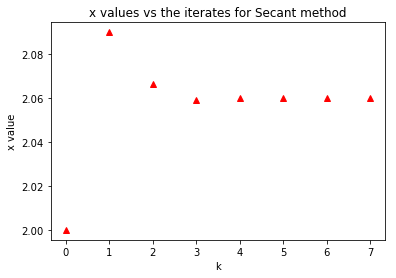 x values vs the iterates for Secant method
2.08
2.06
2.04
2.02
2.00
x value
0 1 2 3 4 5 6 7
k